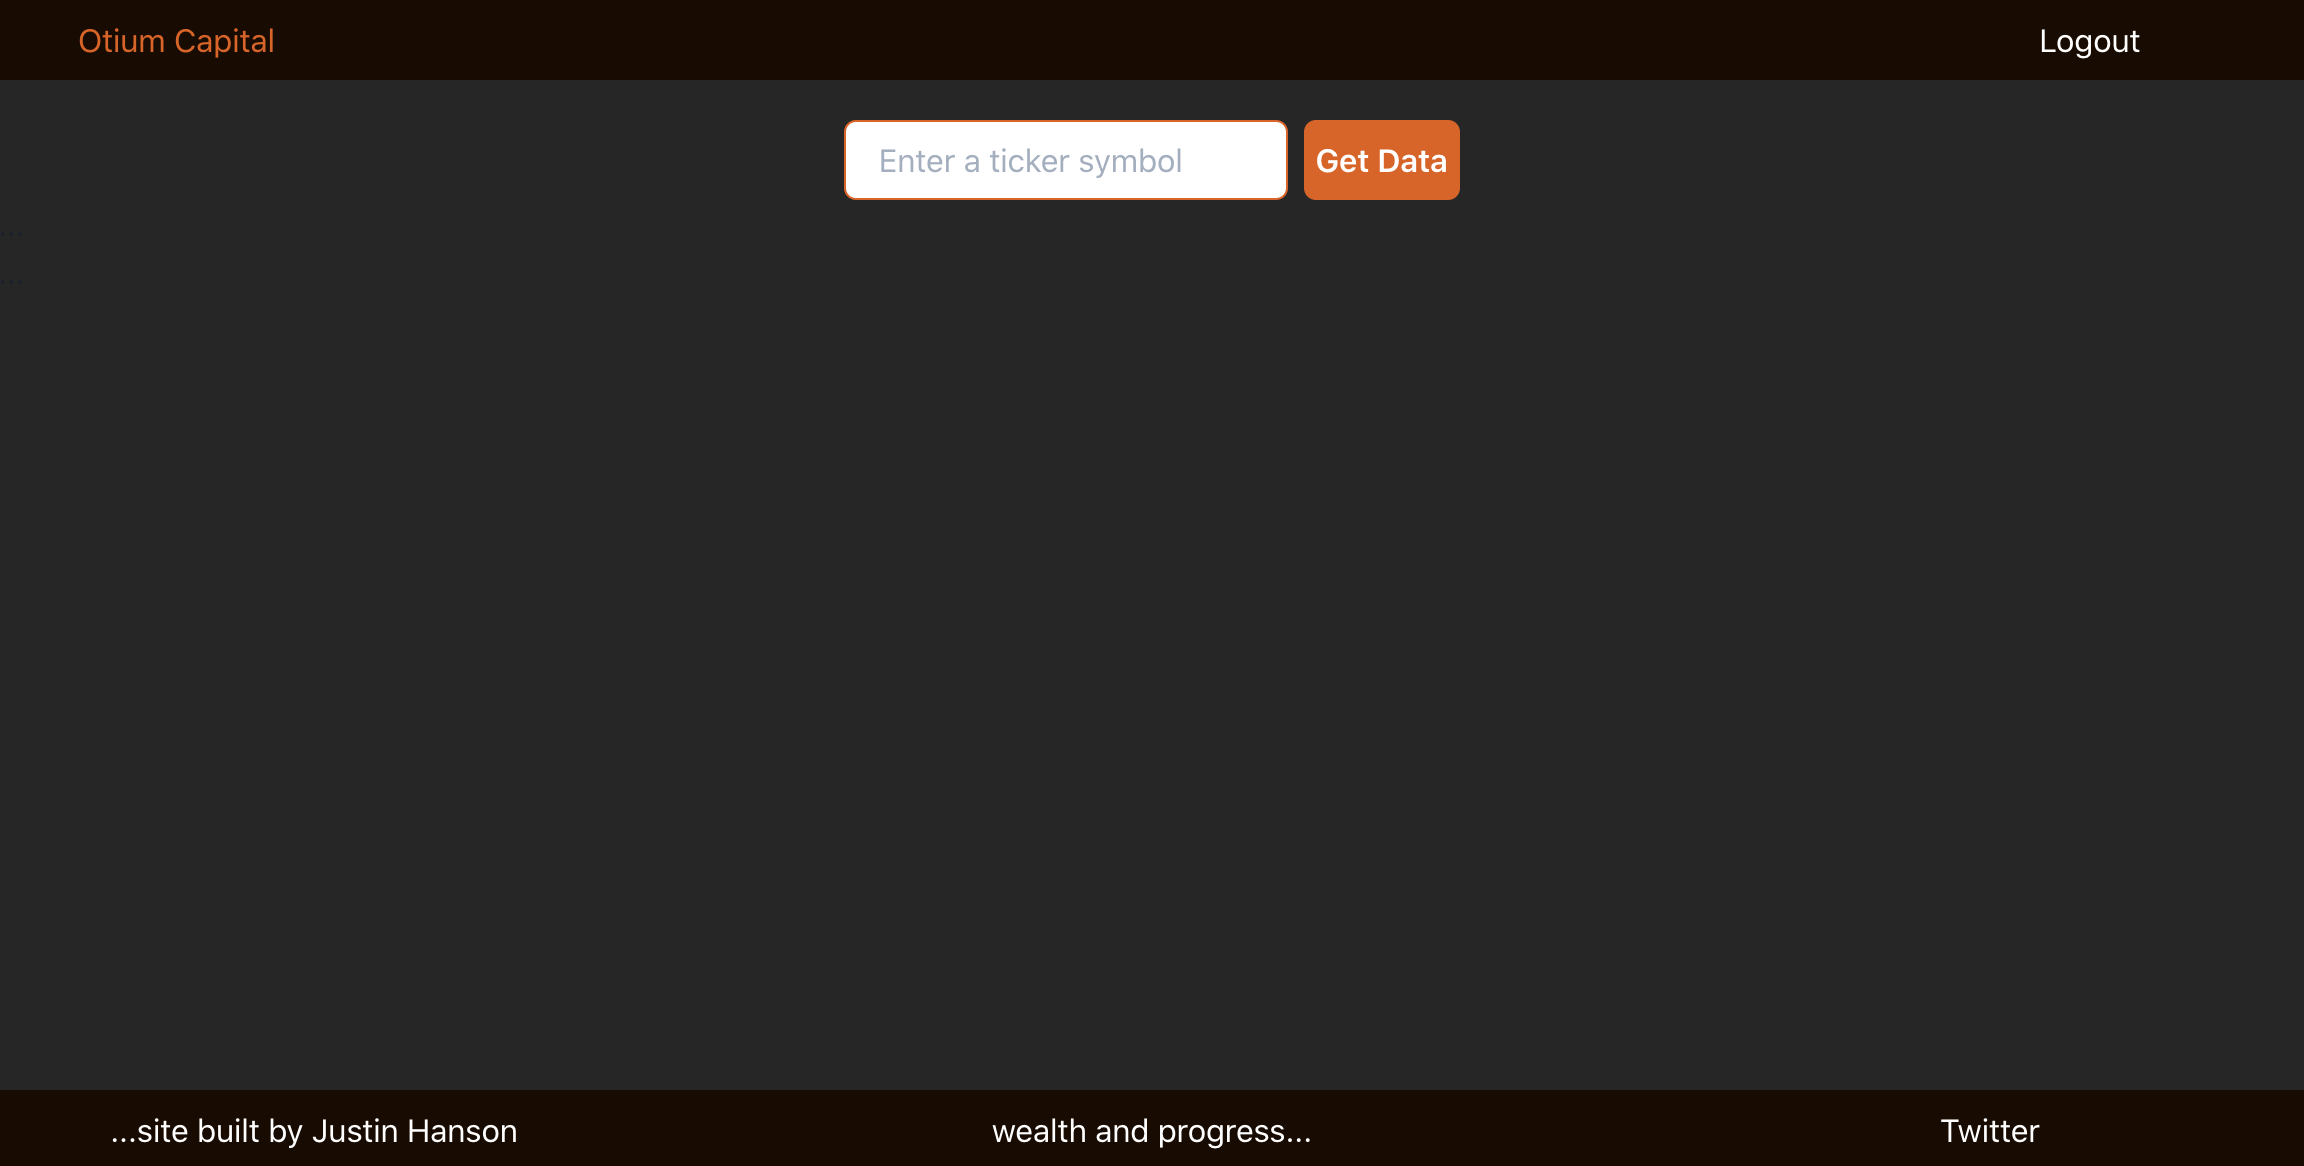 Otium Capital
Logout
Enter a ticker symbol
Get Data
...
...
...site built by Justin Hanson
wealth and progress...
Twitter